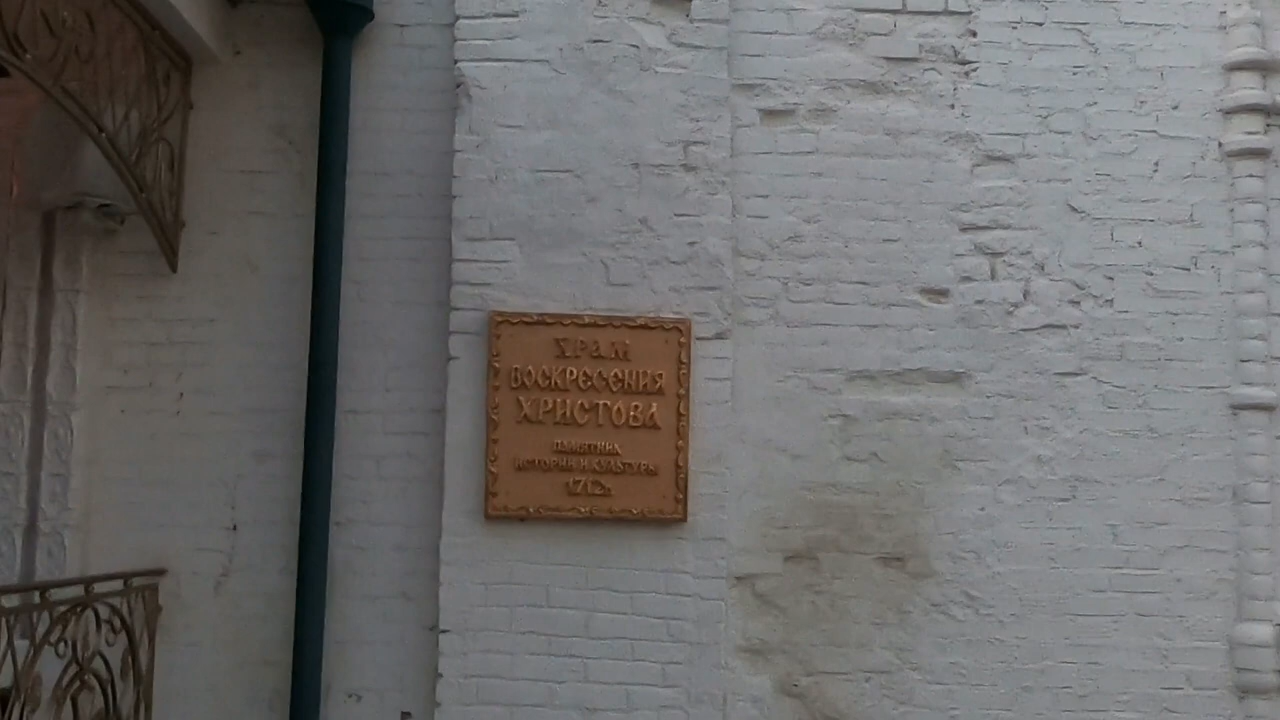 ХРАМ
ВОСКРЕСЕНИЯ
ХРИСТОВА
ПАМЯТНИК
ИСТОРИИ И КУЛЬТУРЫ
1712г.